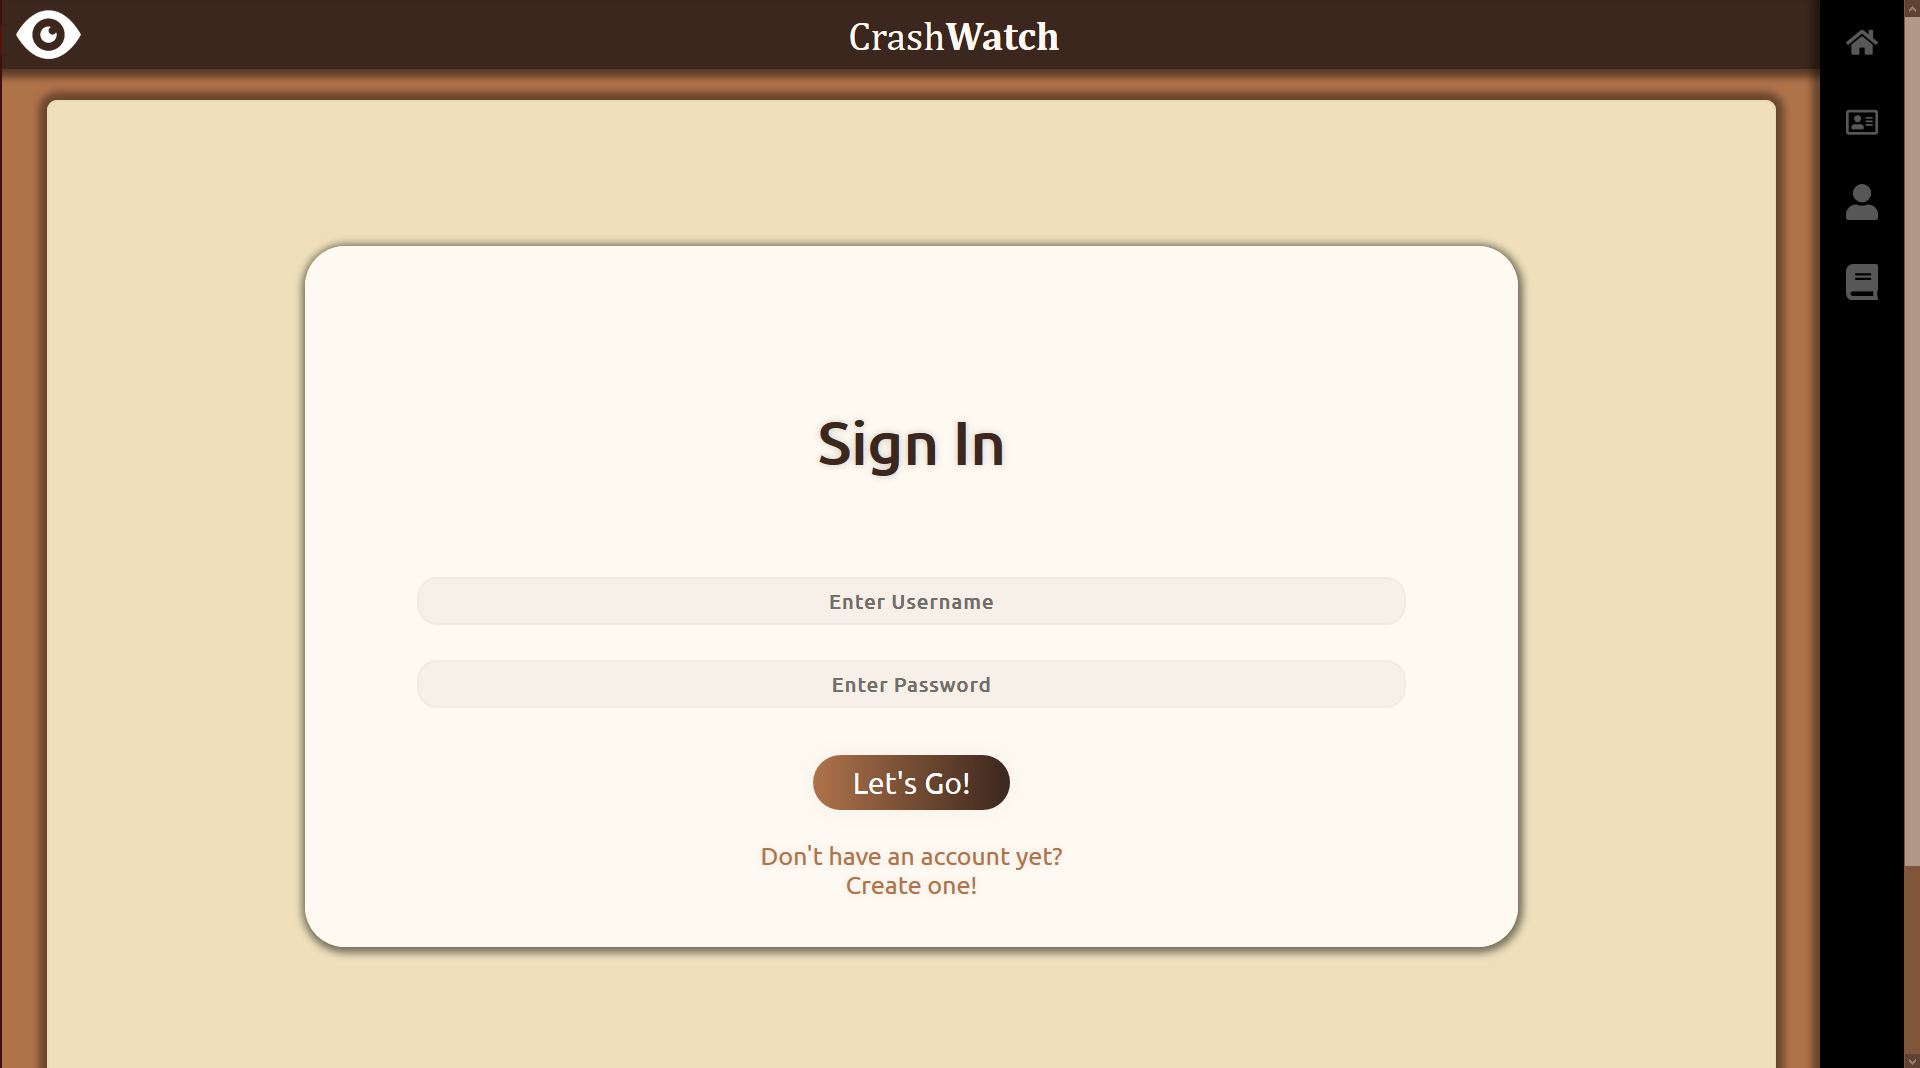 CrashWatch
Sign In
Enter Username
Enter Password
Let's Go!
Don't have an account yet?
Create one!